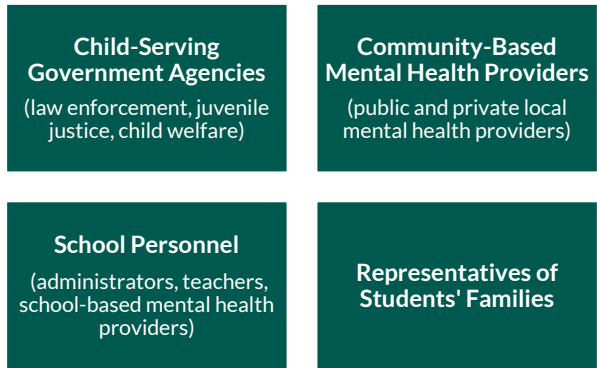 Child-Serving
Government Agencies
(law enforcement, juvenile
justice, child welfare)
Community-Based
Mental Health Providers
(public and private local
mental health providers)
School Personnel
(administrators, teachers,
school-based mental health
providers)
Representatives of
Students' Families